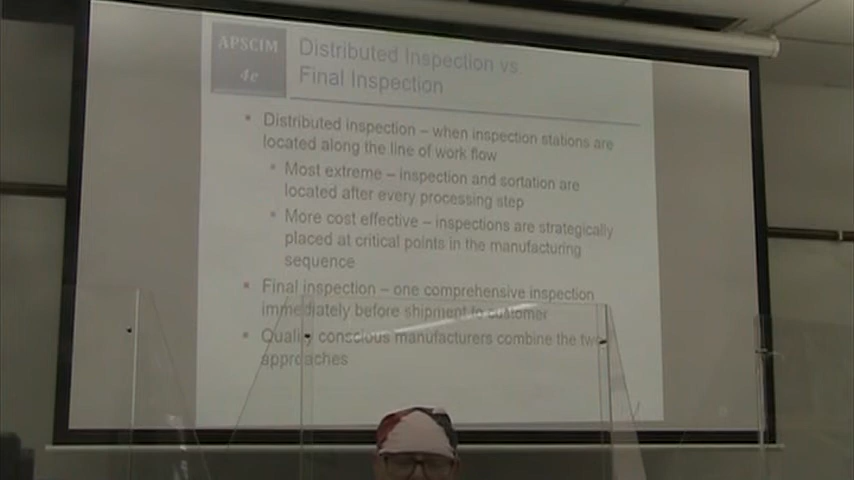 APSCIM
4e
Distributed Inspection vs.
Final Inspection
Distributed inspection – when inspection stations are
located along the line of work flow
Most extreme – inspection and sortation are
located after every processing step
More cost effective – inspections are strategically
placed at critical points in the manufacturing
sequence
Final inspection – one comprehensive inspection
immediately before shipment to customer
Quality conscious manufacturers combine the two
approaches